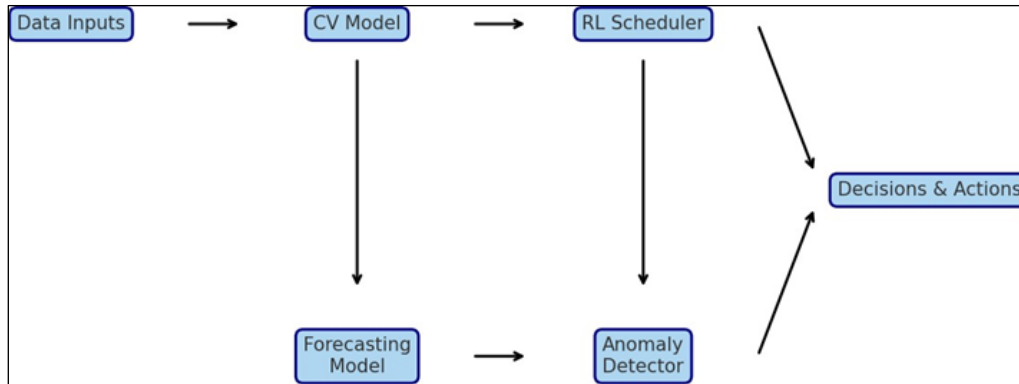 Data Inputs
CV Model
RL Scheduler
Decisions & Actions
Forecasting
Model
Anomaly
Detector